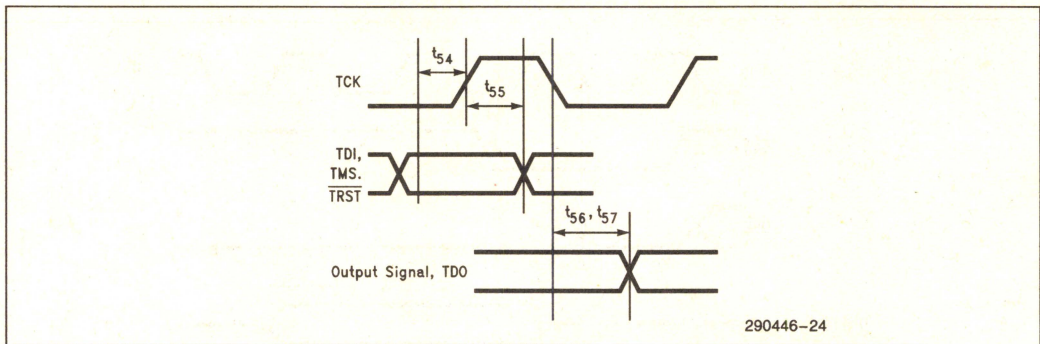 t54
TCK
t55
TDI,
TMS.
TRST
t56, t57
Output Signal, TDO
290446-24